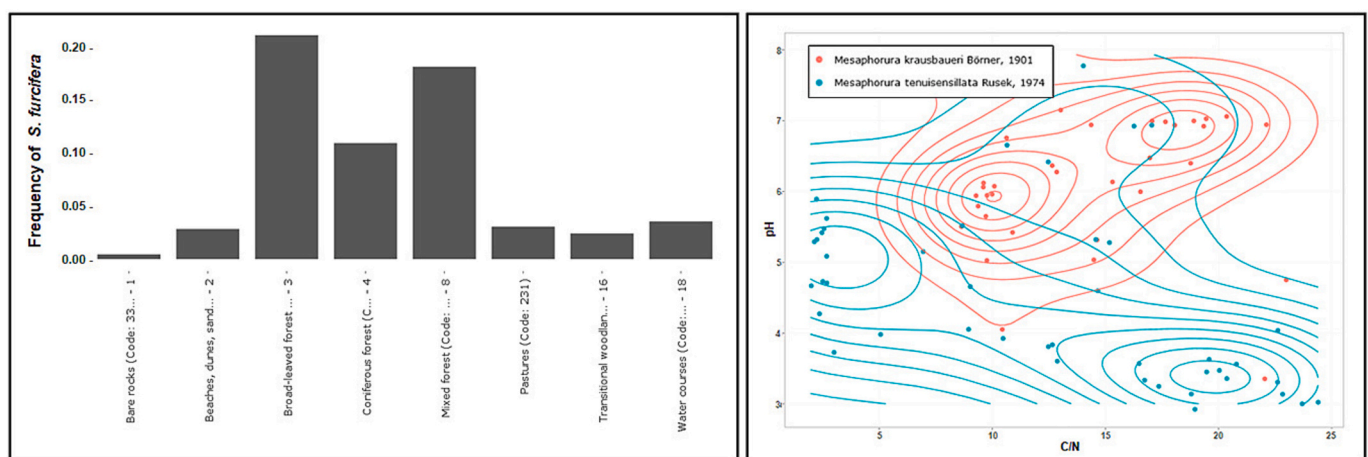 Frequency of S. furcifera
0.20 -
0.15 -
0.10 -
0.05 -
0.00 -
Bare rocks (Code: 33... - 1
Beaches, dunes, sand... - 2
Broad-leaved forest ... - 3
Coniferous forest (C... - 4
Mixed forest (Code: ... - 8
Pastures (Code: 231)
Transitional woodlan... - 16
Water courses (Code:... - 18
Mesaphorura krausbaueri Börner, 1901
Mesaphorura tenuisensillata Rusek, 1974
pH
8
7
6
5
4
3
5
10
15
20
25
C/N